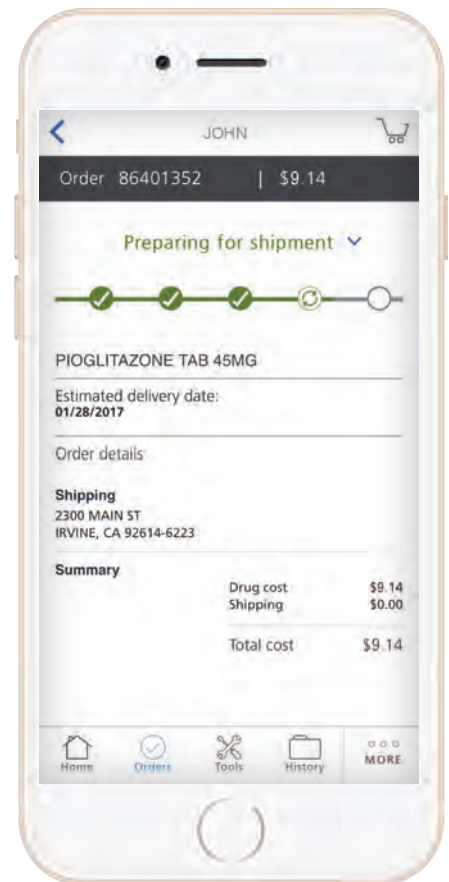 JOHN
Order 86401352 | $9.14
Preparing for shipment
PIOGLITAZONE TAB 45MG
Estimated delivery date:
01/28/2017
Order details
Shipping
2300 MAIN ST
IRVINE, CA 92614-6223
Summary
Drug cost $9.14
Shipping $0.00
Total cost $9.14
Home Orders Tools History MORE